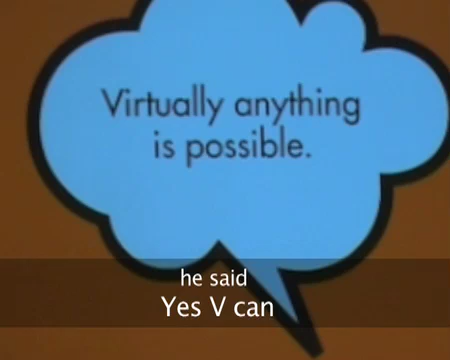 Virtually anything
is possible.
he said
Yes V can